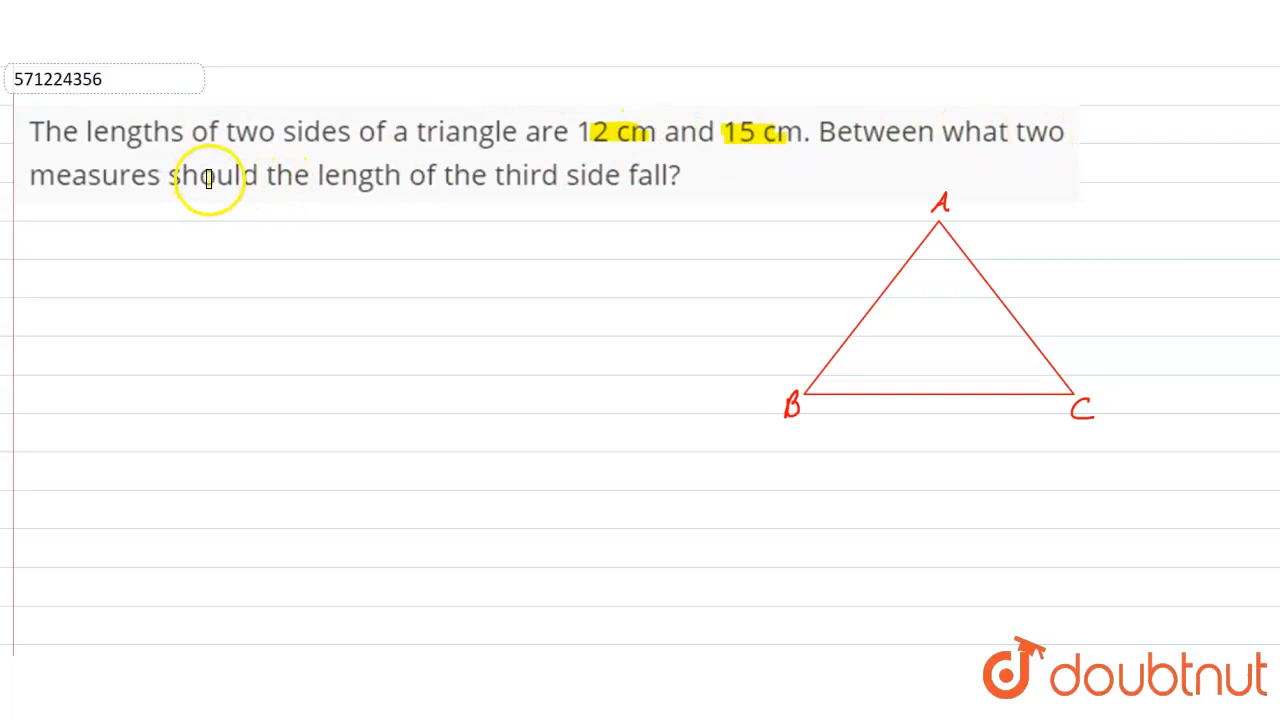 571224356
The lengths of two sides of a triangle are 12 cm and 15 cm. Between what two
measures should the length of the third side fall?
A
B
C
doubtnut